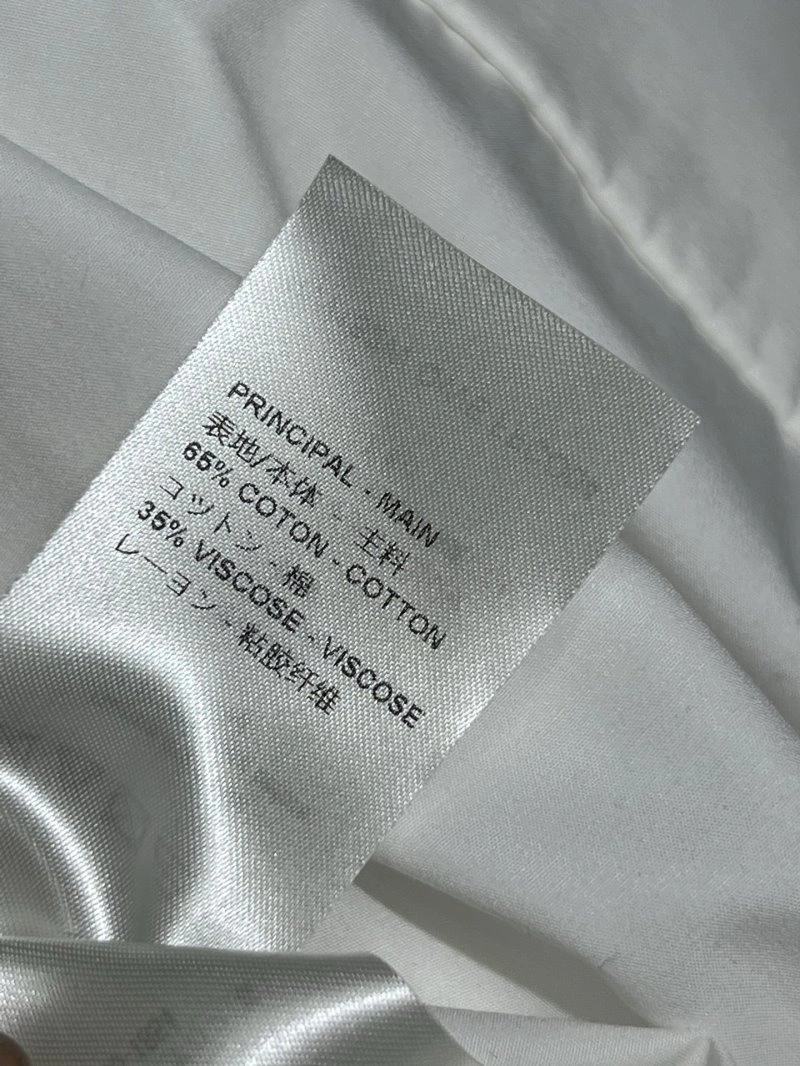 PRINCIPAL - MAIN
表地/本体 - 主料
65% COTON - COTTON
コットン - 棉
35% VISCOSE - VISCOSE
レーヨン - 粘胶纤维